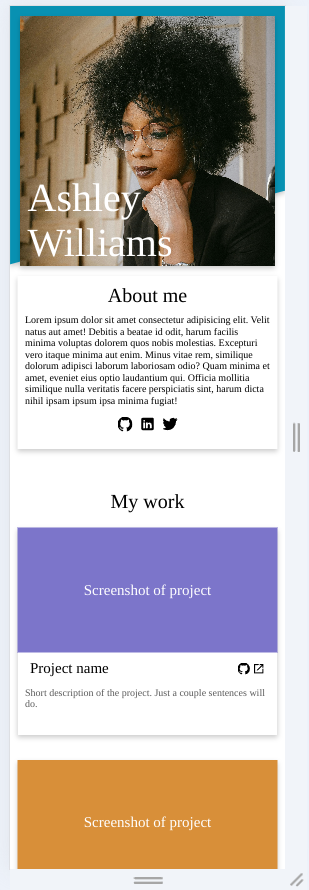 Ashley
Williams
About me
Lorem ipsum dolor sit amet consectetur adipisicing elit. Velit
natus aut amet! Debitis a beatae id odit, harum facilis
minima voluptas dolorem quos nobis molestias. Excepturi
vero itaque minima aut enim. Minus vitae rem, similique
dolorum adipisci laborum laboriosam odio? Quam minima et
amet, eveniet eius optio laudantium qui. Officia mollitia
similique nulla veritatis facere perspiciatis sint, harum dicta
nihil ipsam ipsum ipsa minima fugiat!
My work
Screenshot of project
Project name
Short description of the project. Just a couple sentences will
do.
Screenshot of project